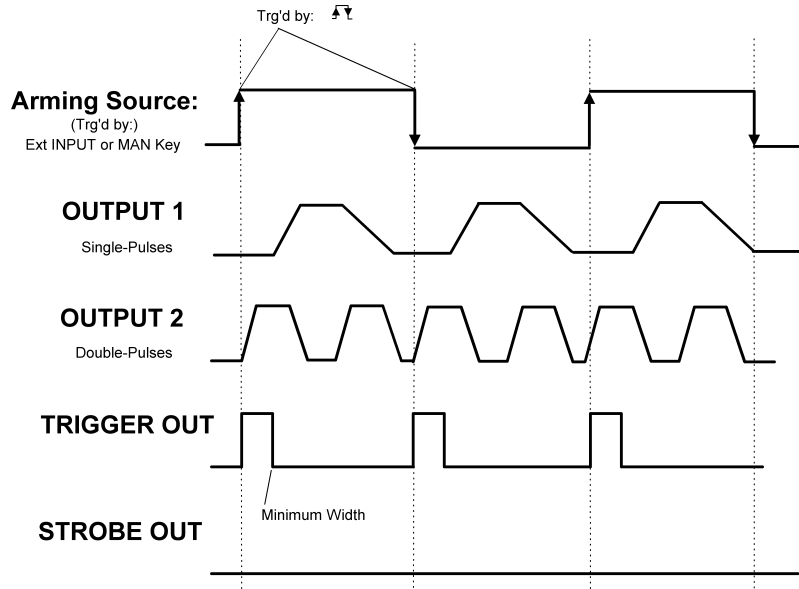 Trg'd by:
Arming Source:
(Trg'd by:)
Ext INPUT or MAN Key
OUTPUT 1
Single-Pulses
OUTPUT 2
Double-Pulses
TRIGGER OUT
Minimum Width
STROBE OUT